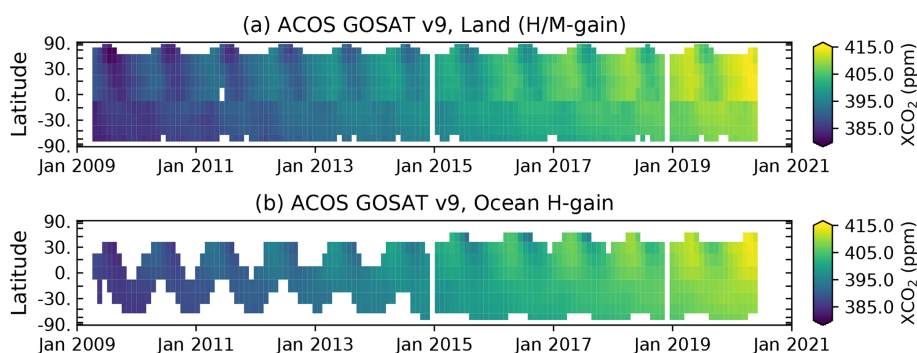 (a) ACOS GOSAT v9, Land (H/M-gain)
90.
30.
0.
-30.
-90.
Latitude
Jan 2009
Jan 2011
Jan 2013
Jan 2015
Jan 2017
Jan 2019
Jan 2021
415.0
405.0
395.0
385.0
XCO₂ (ppm)
(b) ACOS GOSAT v9, Ocean H-gain
90.
30.
0.
-30.
-90.
Latitude
Jan 2009
Jan 2011
Jan 2013
Jan 2015
Jan 2017
Jan 2019
Jan 2021
415.0
405.0
395.0
385.0
XCO₂ (ppm)